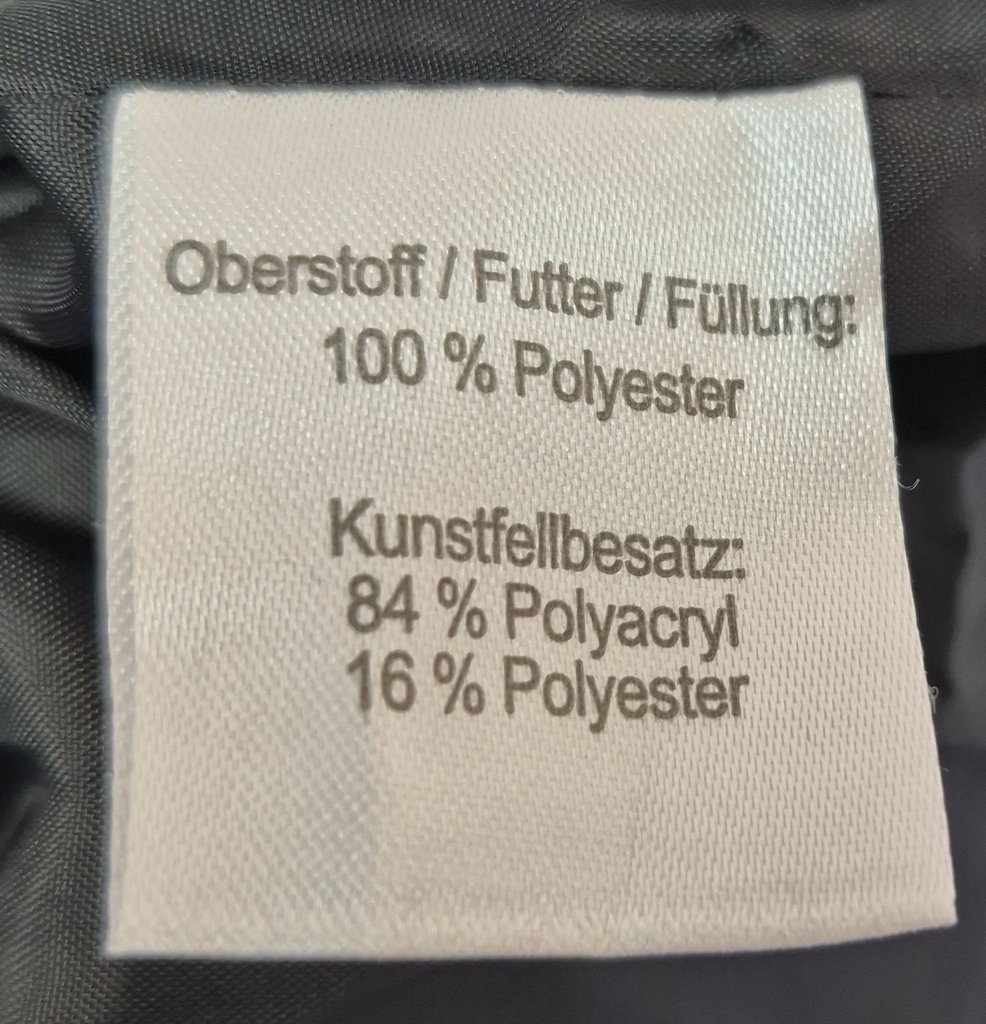 Oberstoff / Futter / Füllung:
100 % Polyester
Kunstfellbesatz:
84 % Polyacryl
16 % Polyester